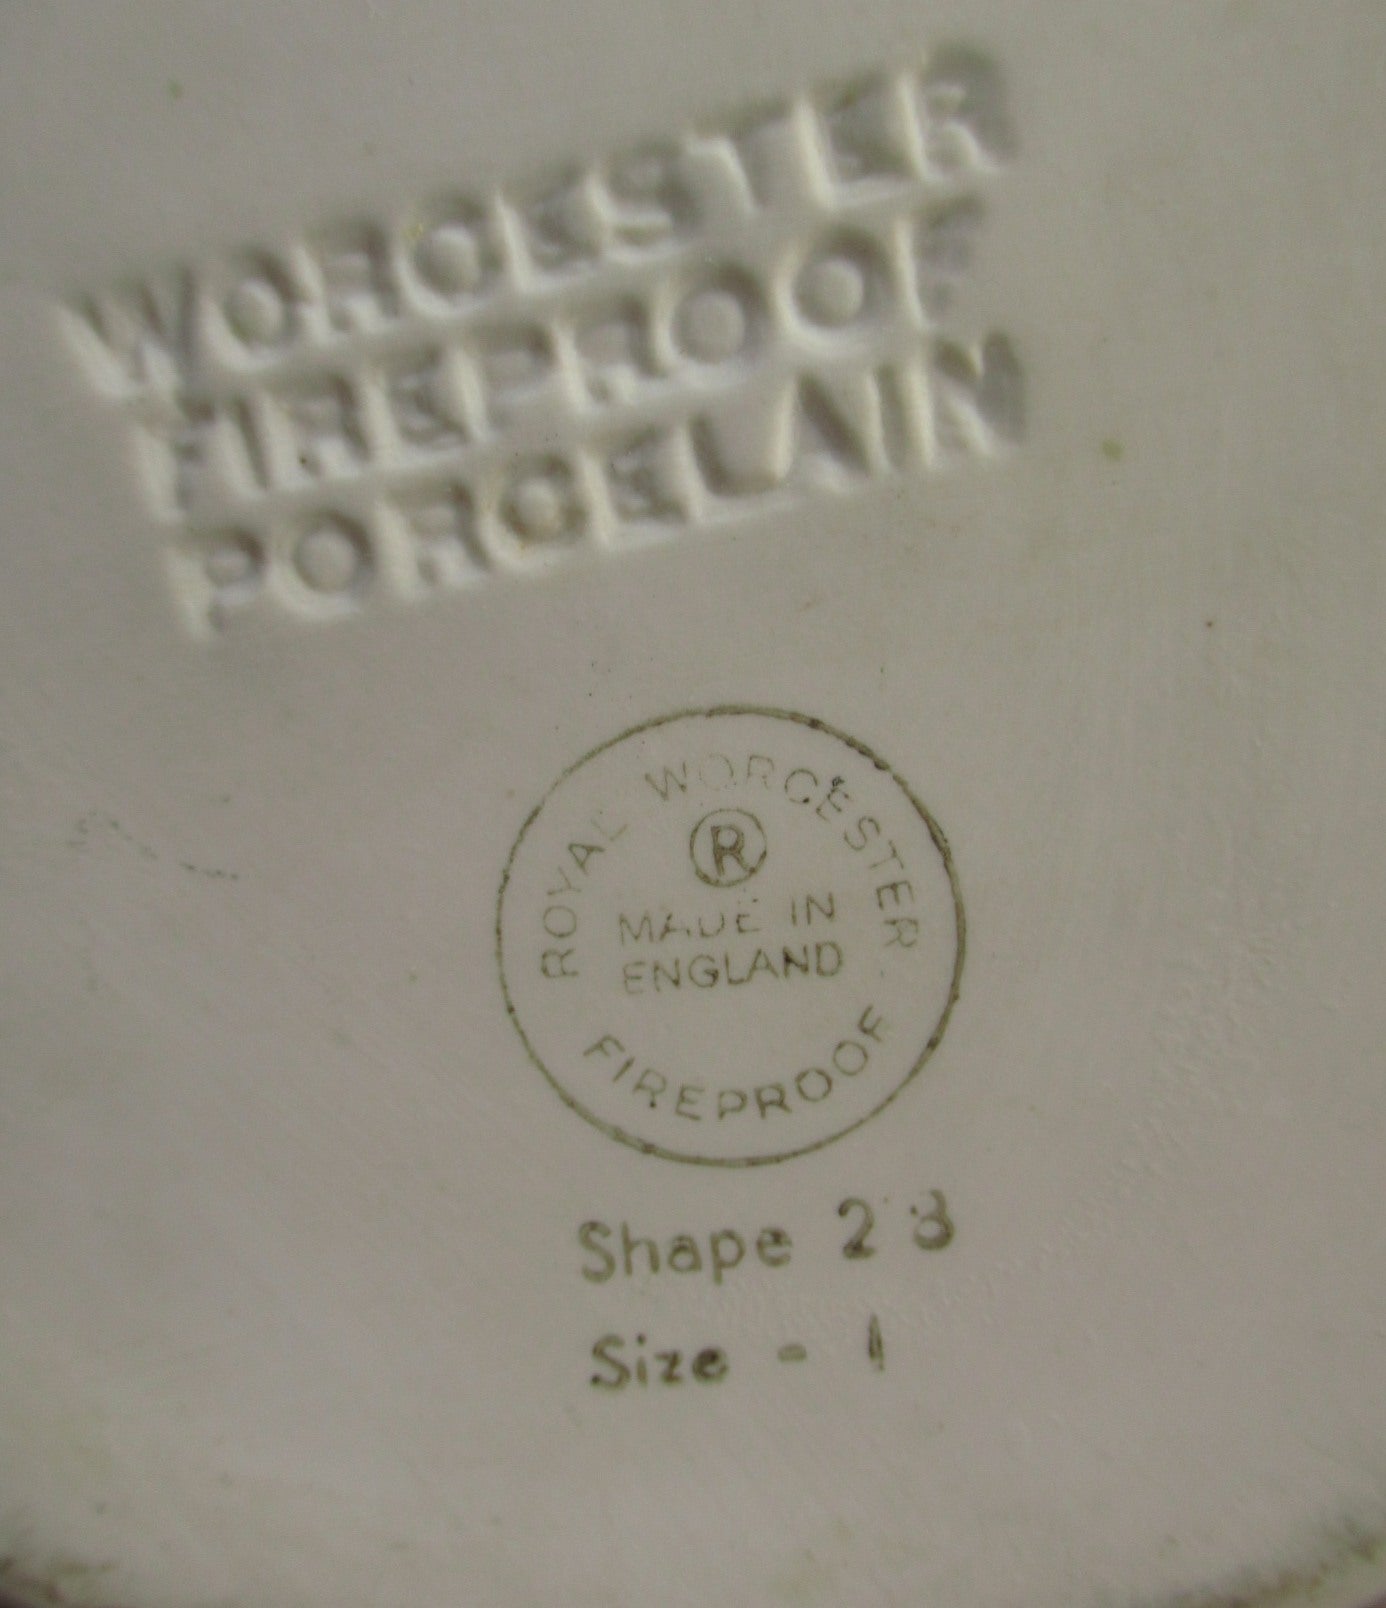 WORCESTER
FIREPROOF
PORCELAIN
ROYAL WORCESTER
®
MADE IN
ENGLAND
FIREPROOF
Shape 28
Size - 1